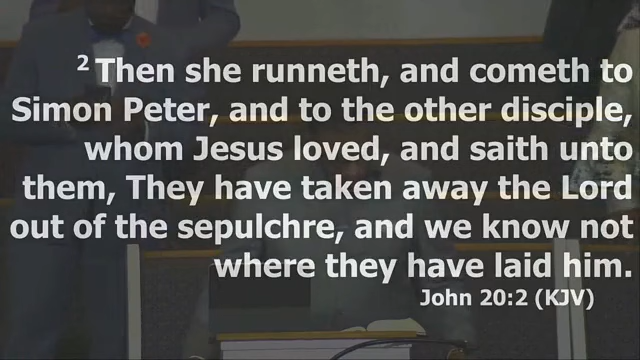 2 Then she runneth, and cometh to
Simon Peter, and to the other disciple,
whom Jesus loved, and saith unto
them, They have taken away the Lord
out of the sepulchre, and we know not
where they have laid him.
John 20:2 (KJV)